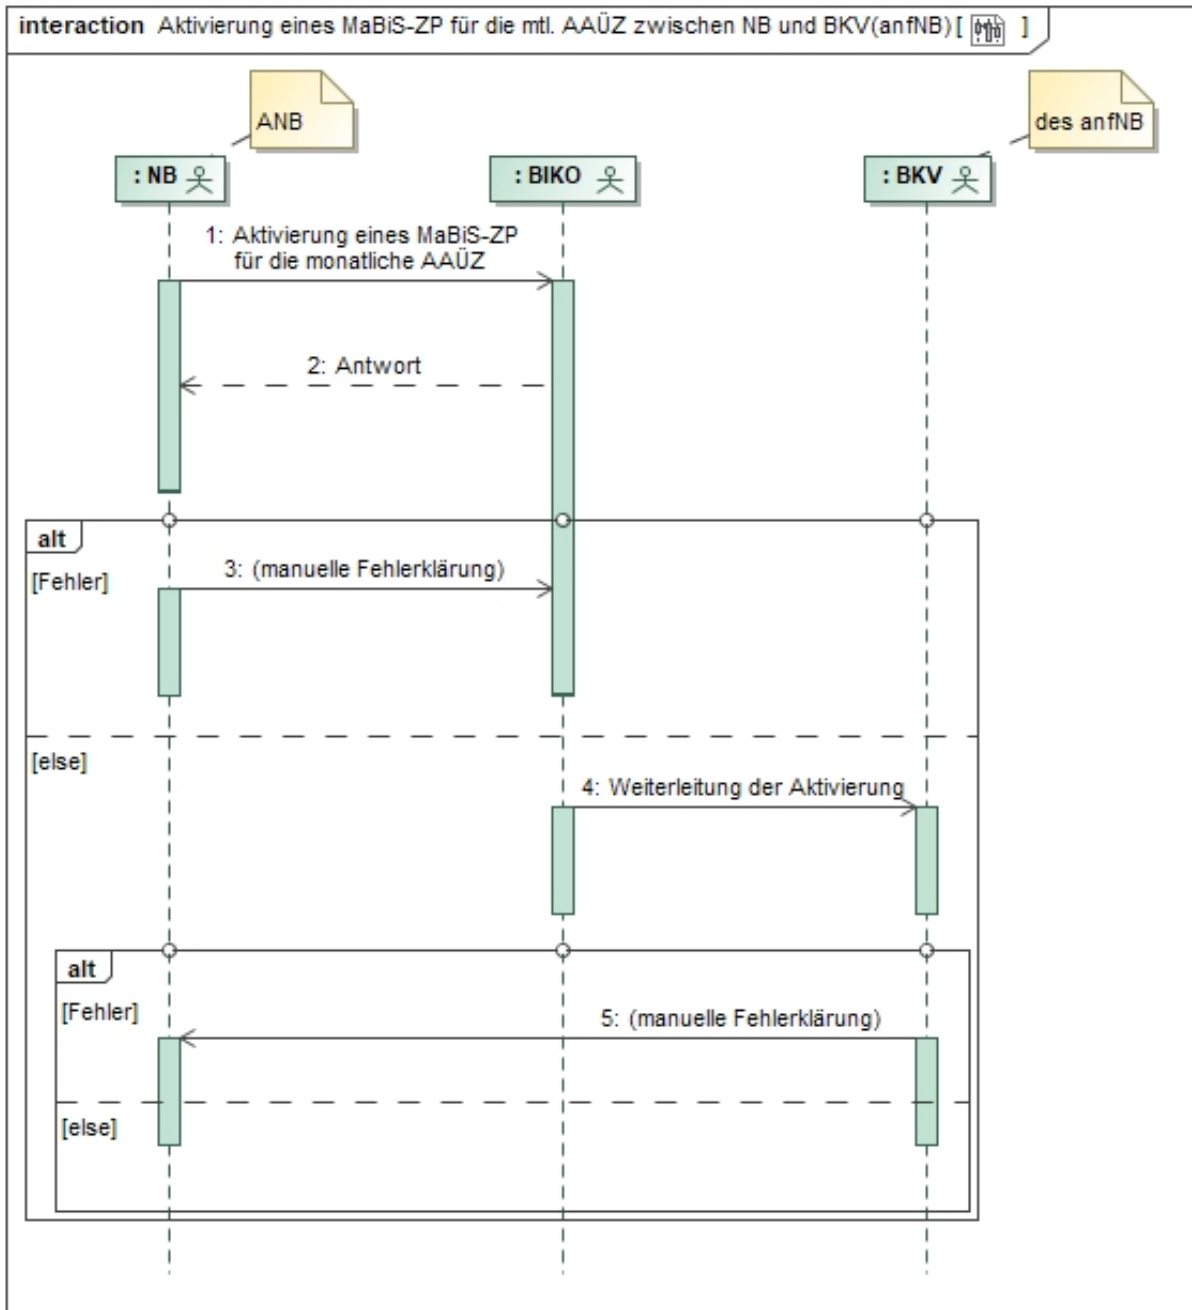 interaction Aktivierung eines MaBiS-ZP für die mtl. AAÜZ zwischen NB und BKV(anfNB)[ ]
ANB
des anfNB
: NB
: BIKO
: BKV
1: Aktivierung eines MaBiS-ZP
für die monatliche AAÜZ
2: Antwort
alt
[Fehler]
3: (manuelle Fehlerklärung)
[else]
4: Weiterleitung der Aktivierung
alt
[Fehler]
5: (manuelle Fehlerklärung)
[else]